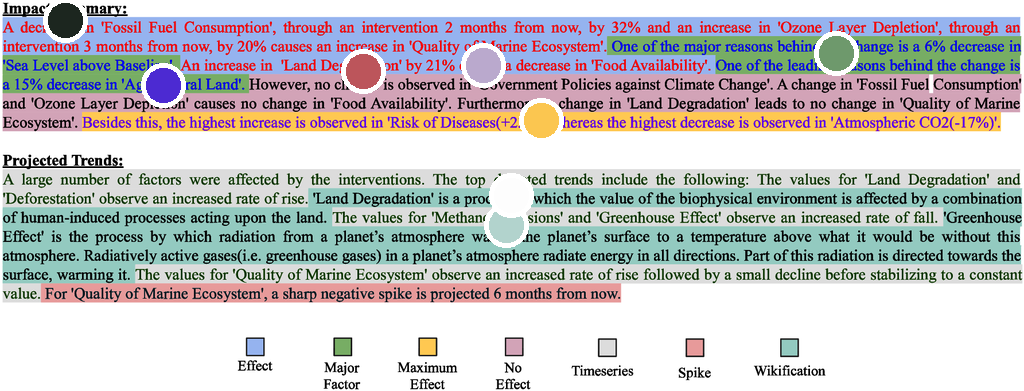 Impact mmary:
A dec in 'Fossil Fuel Consumption', through an intervention 2 months from now, by 32% and an increase in 'Ozone Layer Depletion', through an
intervention 3 months from now, by 20% causes an increase in 'Quality of Marine Ecosystem'. One of the major reasons behin change is a 6% decrease in
'Sea Level above Baseline'. An increase in 'Land Degradation' by 21% a decrease in 'Food Availability'. One of the leadi reasons behind the change is
a 15% decrease in 'Ag ral Land'. However, no ch is observed in 'Government Policies against Climate Change'. A change in 'Fossil Fuel Consumption'
and 'Ozone Layer Depletion' causes no change in 'Food Availability'. Furthermo change in 'Land Degradation' leads to no change in 'Quality of Marine
Ecosystem'. Besides this, the highest increase is observed in 'Risk of Diseases(+2 hereas the highest decrease is observed in 'Atmospheric CO2(-17%)'.
Projected Trends:
A large number of factors were affected by the interventions. The top trends include the following: The values for 'Land Degradation' and
'Deforestation' observe an increased rate of rise. 'Land Degradation' is a proc which the value of the biophysical environment is affected by a combination
of human-induced processes acting upon the land. The values for 'Methan sions' and 'Greenhouse Effect' observe an increased rate of fall. 'Greenhouse
Effect' is the process by which radiation from a planet's atmosphere wa the planet's surface to a temperature above what it would be without this
atmosphere. Radiatively active gases(i.e. greenhouse gases) in a planet's atmosphere radiate energy in all directions. Part of this radiation is directed towards the
surface, warming it. The values for 'Quality of Marine Ecosystem' observe an increased rate of rise followed by a small decline before stabilizing to a constant
value. For 'Quality of Marine Ecosystem', a sharp negative spike is projected 6 months from now.
Effect
Major
Factor
Maximum
Effect
No
Effect
Timeseries
Spike
Wikification